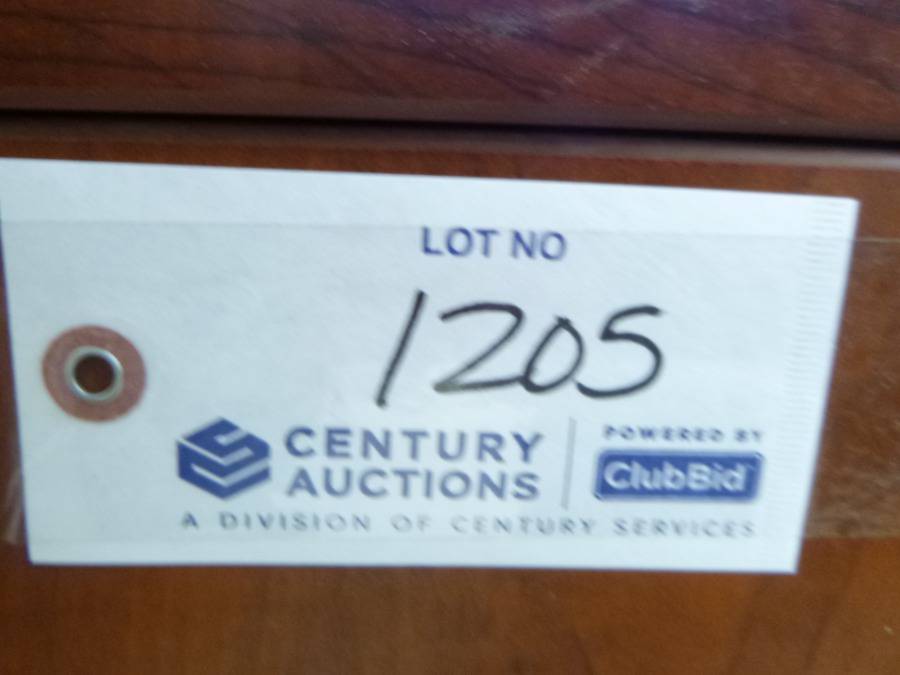 LOT NO
1205
CENTURY AUCTIONS
POWERED BY
ClubBid
A DIVISION OF CENTURY SERVICES